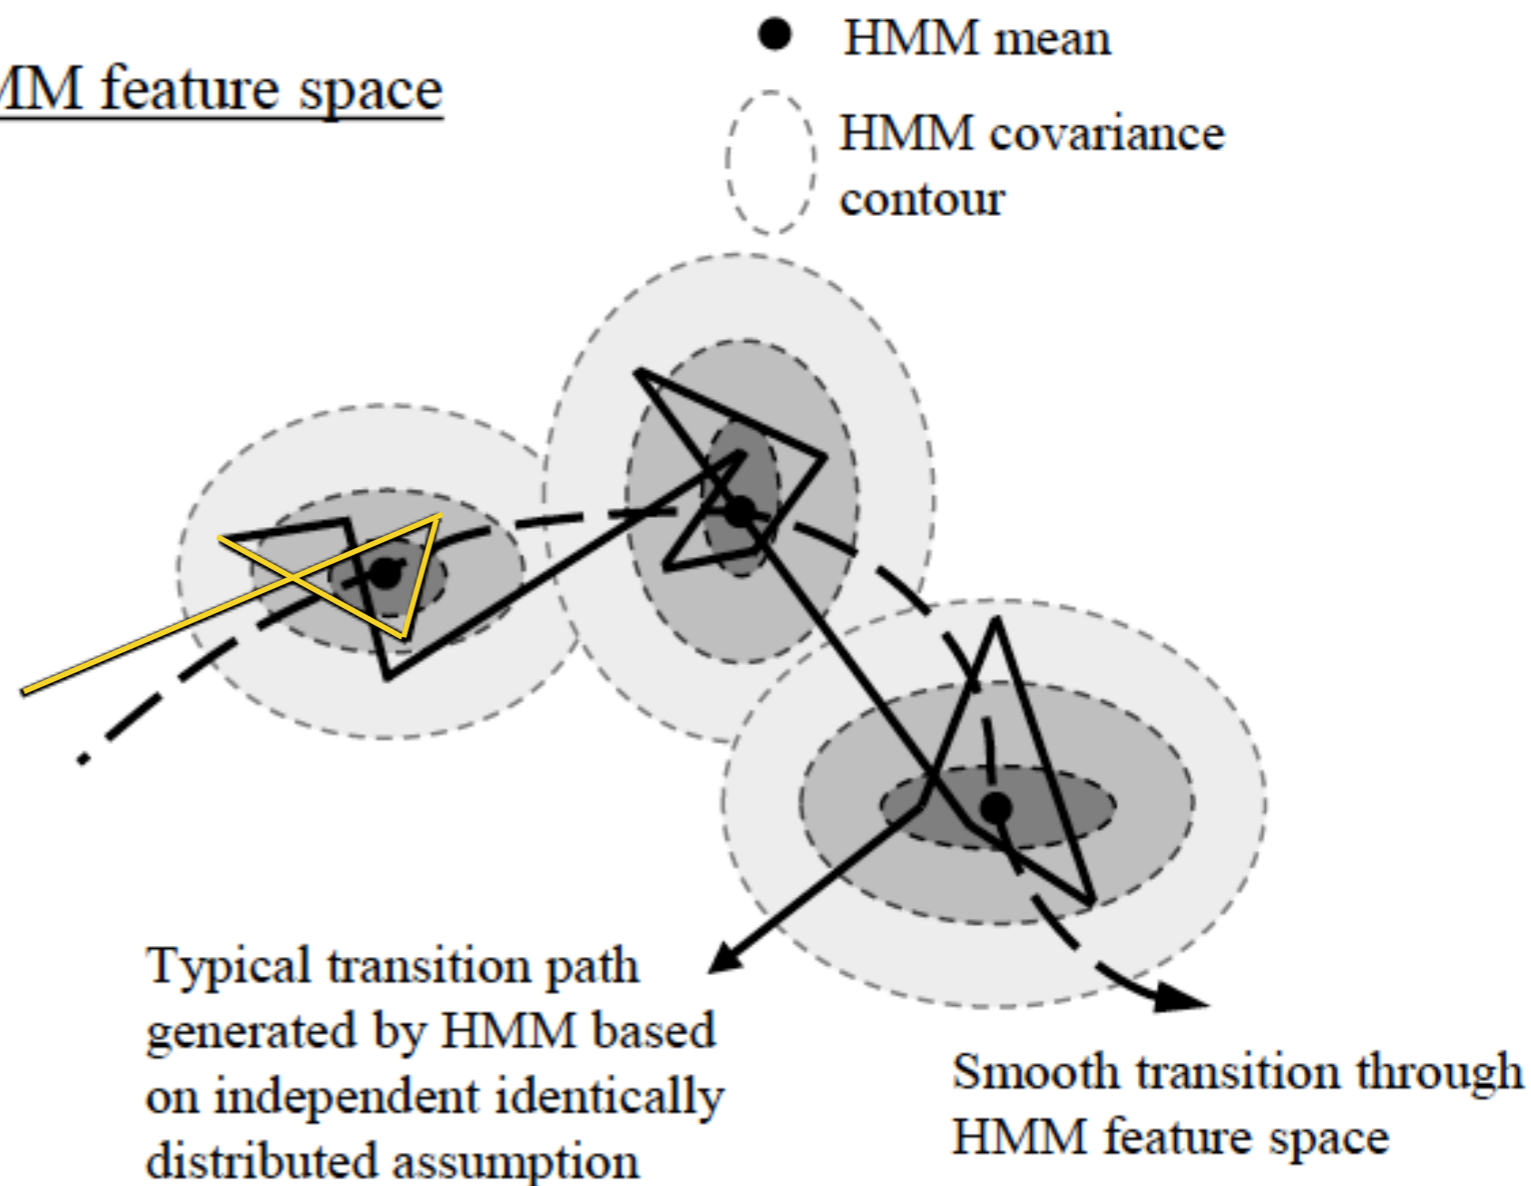 MM feature space
HMM mean
HMM covariance
contour
Typical transition path
generated by HMM based
on independent identically
distributed assumption
Smooth transition through
HMM feature space